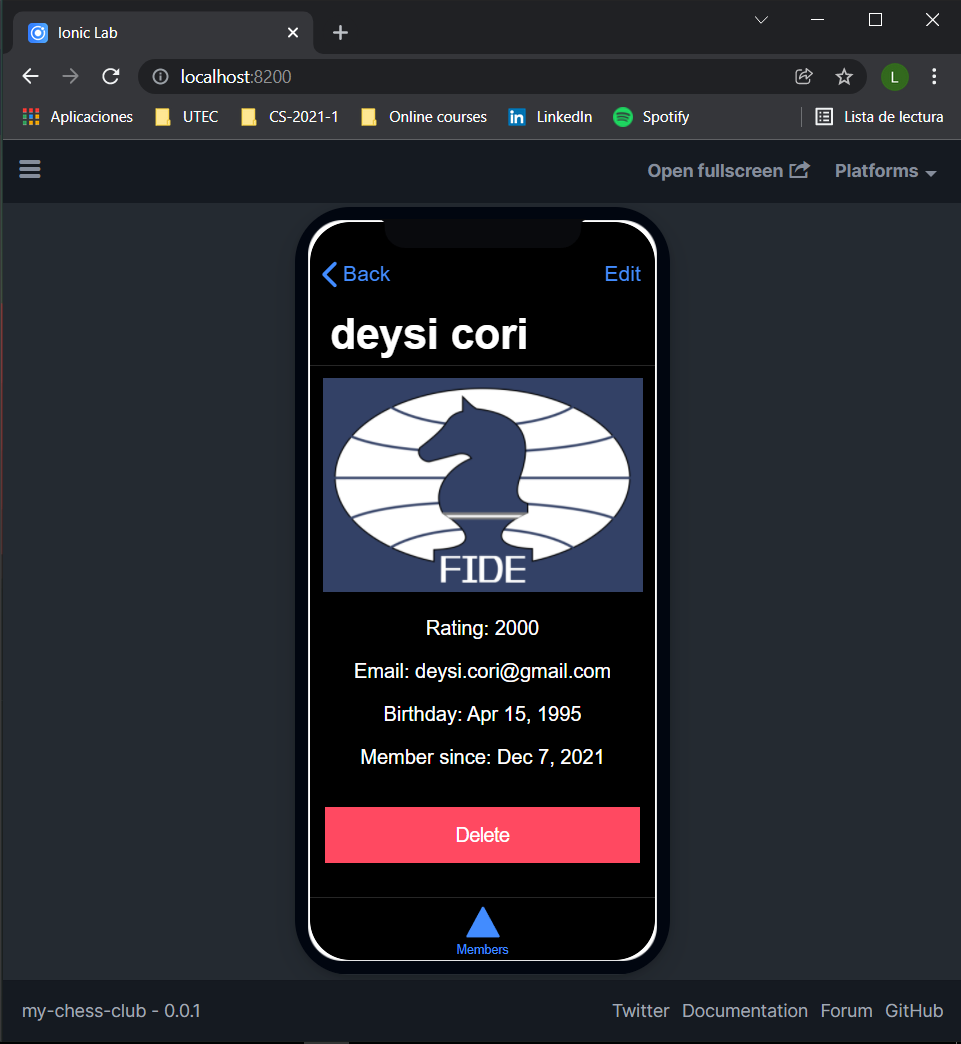 Ionic Lab
localhost:8200
L
Aplicaciones UTEC CS-2021-1 Online courses LinkedIn Spotify Lista de lectura
Open fullscreen Platforms
Back Edit
deysi cori
FIDE
Rating: 2000
Email: deysi.cori@gmail.com
Birthday: Apr 15, 1995
Member since: Dec 7, 2021
Delete
Members
my-chess-club - 0.0.1 Twitter Documentation Forum GitHub